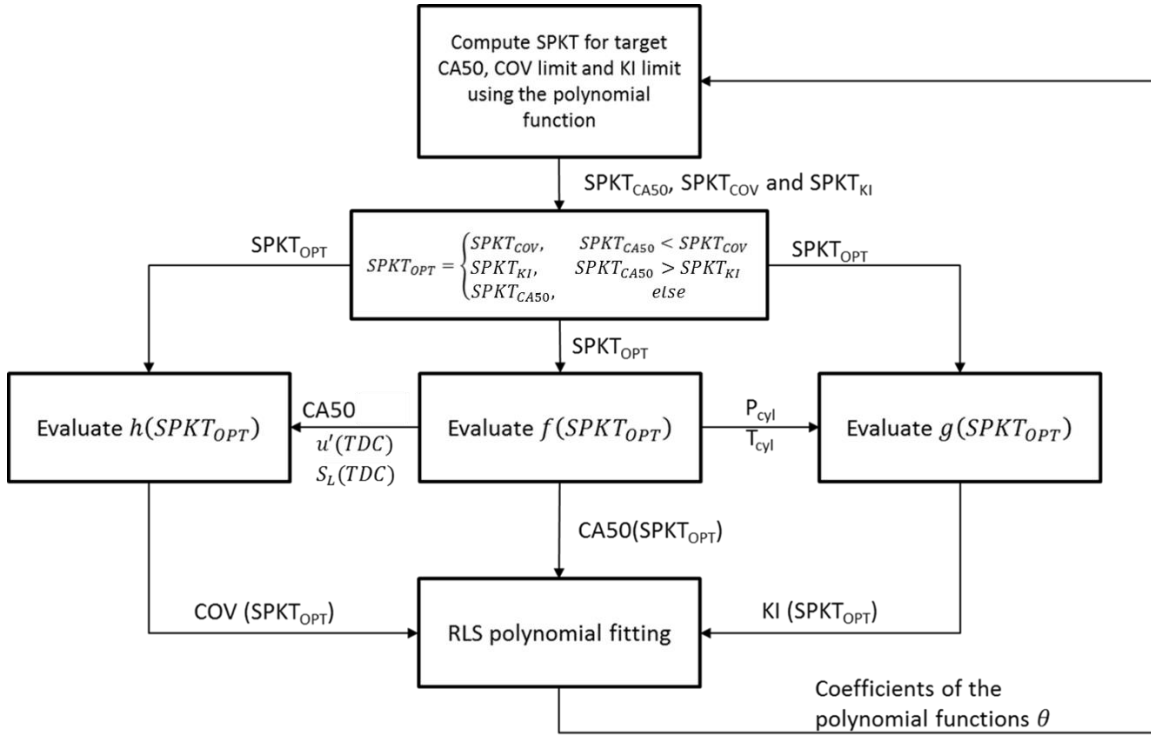 Compute SPKT for target
CA50, COV limit and KI limit
using the polynomial
function
SPKT_CA50, SPKT_COV and SPKT_KI
SPKT_OPT
SPKT_OPT = { SPKT_COV, SPKT_CA50 < SPKT_COV
SPKT_KI, SPKT_CA50 > SPKT_KI
SPKT_CA50, else
SPKT_OPT
SPKT_OPT
Evaluate h(SPKT_OPT)
CA50
u'(TDC)
S_L(TDC)
Evaluate f(SPKT_OPT)
P_cyl
T_cyl
Evaluate g(SPKT_OPT)
CA50(SPKT_OPT)
COV (SPKT_OPT)
RLS polynomial fitting
KI (SPKT_OPT)
Coefficients of the
polynomial functions θ